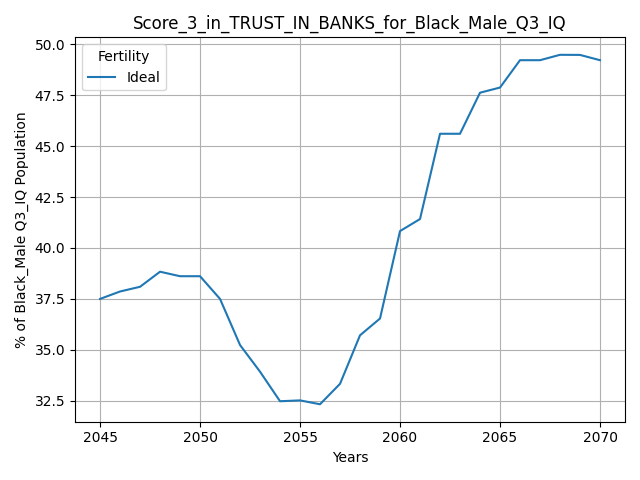 Score_3_in_TRUST_IN_BANKS_for_Black_Male_Q3_IQ
Fertility
Ideal
% of Black_Male Q3_IQ Population
50.0
47.5
45.0
42.5
40.0
37.5
35.0
32.5
2045 2050 2055 2060 2065 2070
Years